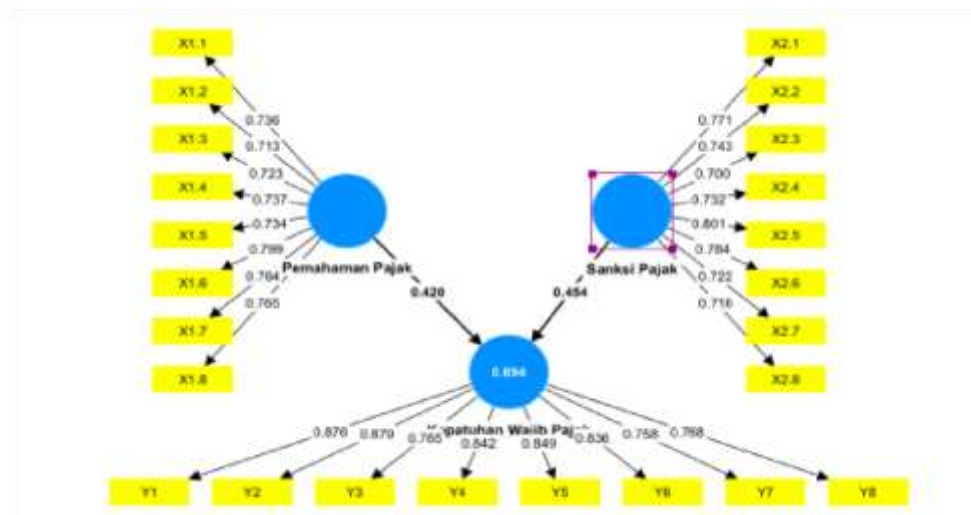 X1.1
X1.2
X1.3
X1.4
X1.5
X1.6
X1.7
X1.8
0.736
0.713
0.723
0.737
0.734
0.799
0.764
0.765
Pemahaman Pajak
0.420
X2.1
X2.2
X2.3
X2.4
X2.5
X2.6
X2.7
X2.8
0.771
0.743
0.700
0.732
0.801
0.784
0.722
0.716
Sanksi Pajak
0.454
0.694
Wajib
0.876
0.879
0.765
0.842
0.849
0.836
0.758
0.768
Y1
Y2
Y3
Y4
Y5
Y6
Y7
Y8